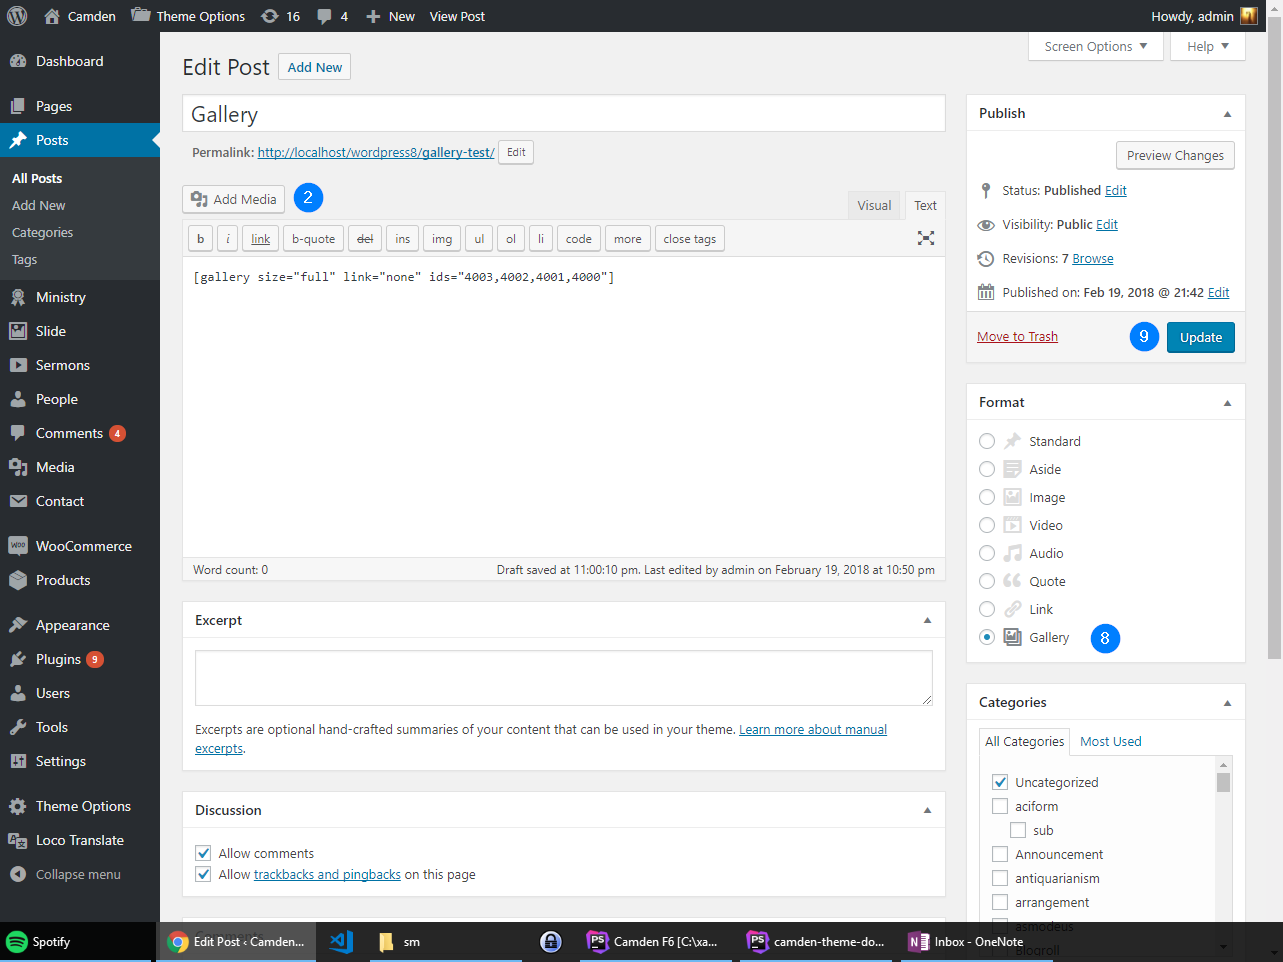 Camden
Theme Options
16
4
New
View Post
Howdy, admin
Dashboard
Pages
Posts
All Posts
Add New
Categories
Tags
Ministry
Slide
Sermons
People
Comments 4
Media
Contact
WooCommerce
Products
Appearance
Plugins 9
Users
Tools
Settings
Theme Options
Loco Translate
Collapse menu
Screen Options
Help
Edit Post
Add New
Gallery
Permalink: http://localhost/wordpress8/gallery-test/ Edit
Add Media
2
Visual
Text
b
i
link
b-quote
del
ins
img
ul
ol
li
code
more
close tags
[gallery size="full" link="none" ids="4003,4002,4001,4000"]
Word count: 0
Draft saved at 11:00:10 pm. Last edited by admin on February 19, 2018 at 10:50 pm
Excerpt
Excerpts are optional hand-crafted summaries of your content that can be used in your theme. Learn more about manual
excerpts.
Discussion
Allow comments
Allow trackbacks and pingbacks on this page
Comments
Publish
Preview Changes
Status: Published Edit
Visibility: Public Edit
Revisions: 7 Browse
Published on: Feb 19, 2018 @ 21:42 Edit
Move to Trash
9
Update
Format
Standard
Aside
Image
Video
Audio
Quote
Link
Gallery
8
Categories
All Categories
Most Used
Uncategorized
aciform
sub
Announcement
antiquarianism
arrangement
asmodeus
Blogroll
Spotify
Edit Post ‹ Camden...
sm
PS
Camden F6 [C:\xa...
PS
camden-theme-do...
N
Inbox - OneNote